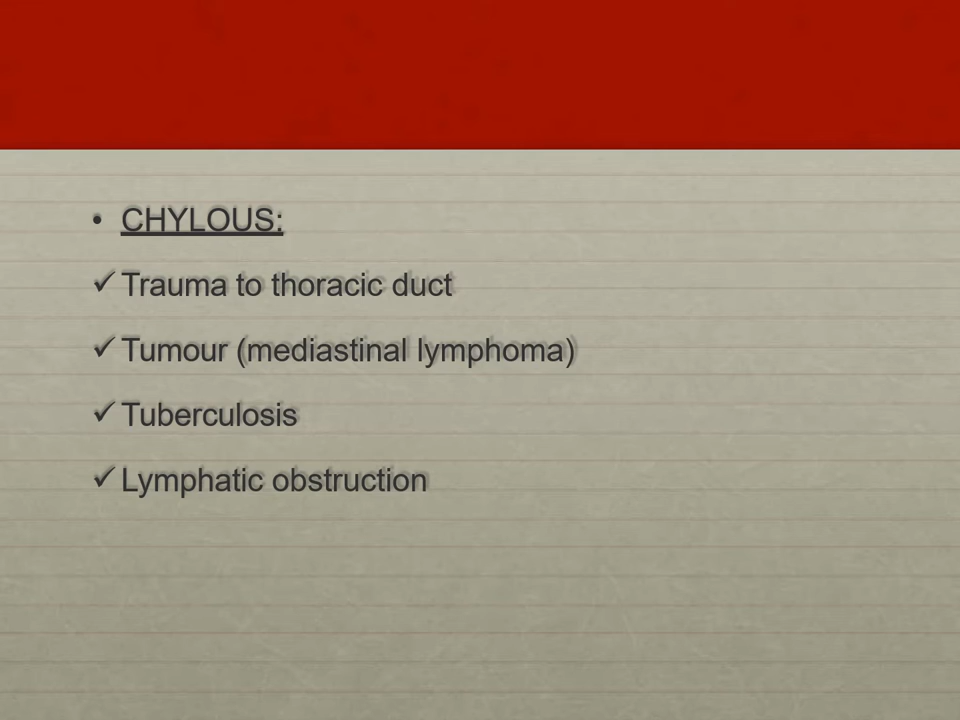 • CHYLOUS:
✓ Trauma to thoracic duct
✓ Tumour (mediastinal lymphoma)
✓ Tuberculosis
✓ Lymphatic obstruction